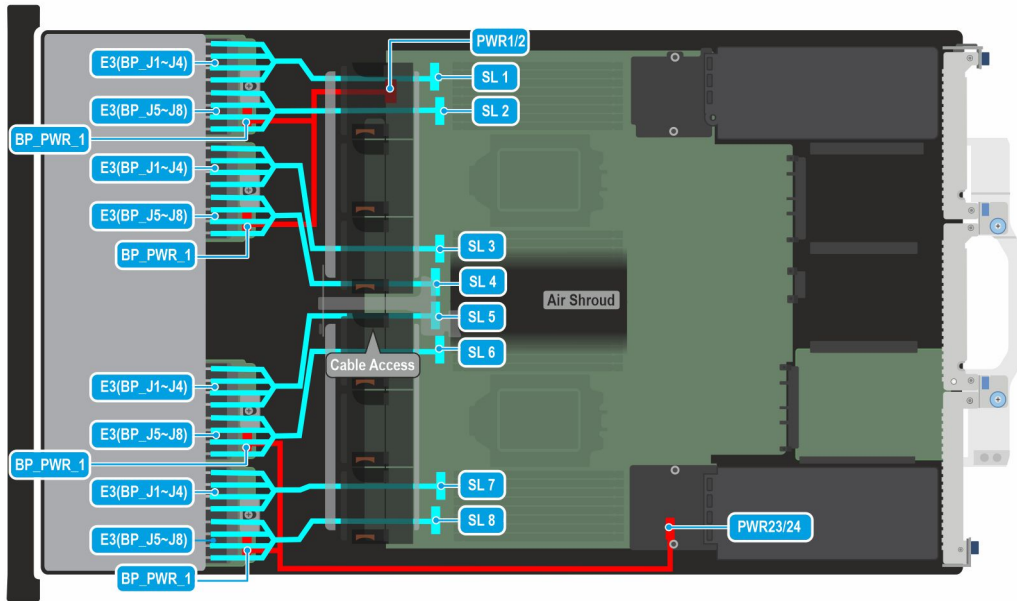 PWR1/2
E3(BP_J1~J4)
SL 1
E3(BP_J5~J8)
SL 2
BP_PWR_1
E3(BP_J1~J4)
E3(BP_J5~J8)
BP_PWR_1
SL 3
SL 4
Air Shroud
SL 5
SL 6
Cable Access
E3(BP_J1~J4)
E3(BP_J5~J8)
BP_PWR_1
SL 7
E3(BP_J1~J4)
SL 8
PWR23/24
E3(BP_J5~J8)
BP_PWR_1